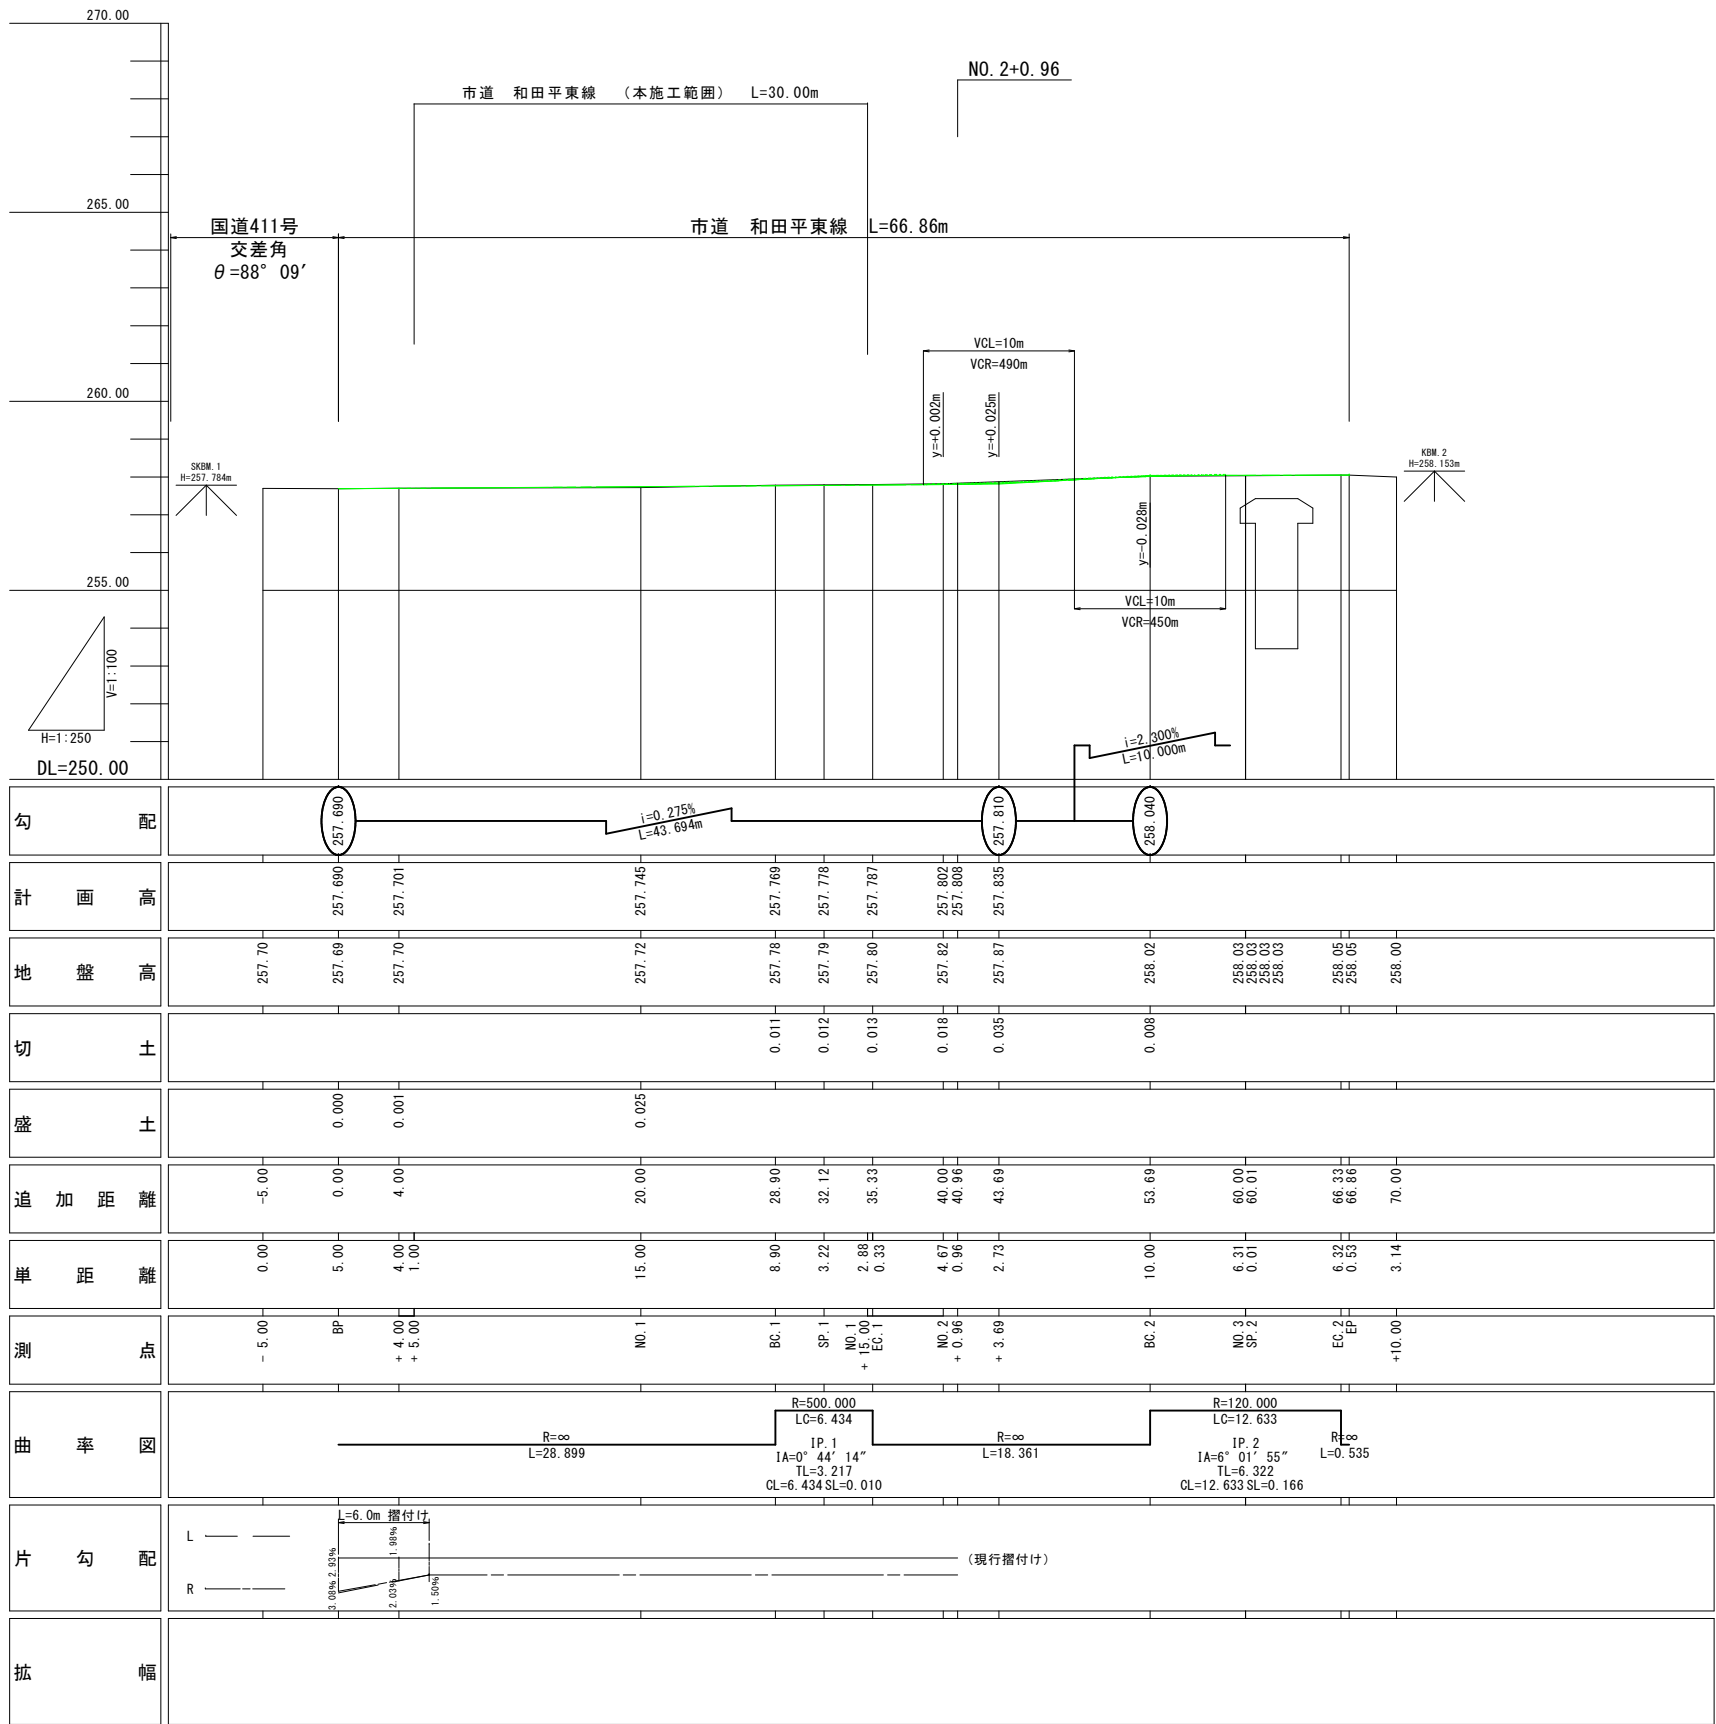 270.00
NO.2+0.96
市道 和田平東線 （本施工範囲） L=30.00m
265.00
国道411号
交差角
θ=88°09′
市道 和田平東線 L=66.86m
VCL=10m
VCR=490m
260.00
y=+0.002m
y=+0.025m
SKBM.1
H=257.784m
KBM.2
H=258.153m
y=-0.028m
255.00
VCL=10m
VCR=450m
V=1:100
H=1:250
i=2.300%
L=10.000m
DL=250.00
勾配
257.690
i=0.275%
L=43.694m
257.810
258.040
計画高
257.690
257.701
257.745
257.769
257.778
257.787
257.802
257.808
257.835
地盤高
257.70
257.69
257.70
257.72
257.78
257.79
257.80
257.82
257.87
258.02
258.03
258.03
258.03
258.03
258.05
258.05
258.00
切土
0.011
0.012
0.013
0.018
0.035
0.008
盛土
0.000
0.001
0.025
追加距離
-5.00
0.00
4.00
20.00
28.90
32.12
35.33
40.00
40.96
43.69
53.69
60.00
60.01
66.33
66.86
70.00
単距離
0.00
5.00
4.00
1.00
15.00
8.90
3.22
2.88
0.33
4.67
0.96
2.73
10.00
6.31
0.01
6.32
0.53
3.14
測点
- 5.00
BP
+ 4.00
+ 5.00
NO.1
BC.1
SP.1
NO.1
+ 15.00
EC.1
NO.2
+ 0.96
+ 3.69
BC.2
NO.3
SP.2
EC.2
EP
+10.00
曲率図
R=∞
L=28.899
R=500.000
LC=6.434
IP.1
IA=0°44′14″
TL=3.217
CL=6.434 SL=0.010
R=∞
L=18.361
R=120.000
LC=12.633
IP.2
IA=6°01′55″
TL=6.322
CL=12.633 SL=0.166
R=∞
L=0.535
片勾配
L
R
L=6.0m 摺付け
2.93%
3.08%
1.98%
2.03%
1.50%
（現行摺付け）
拡幅